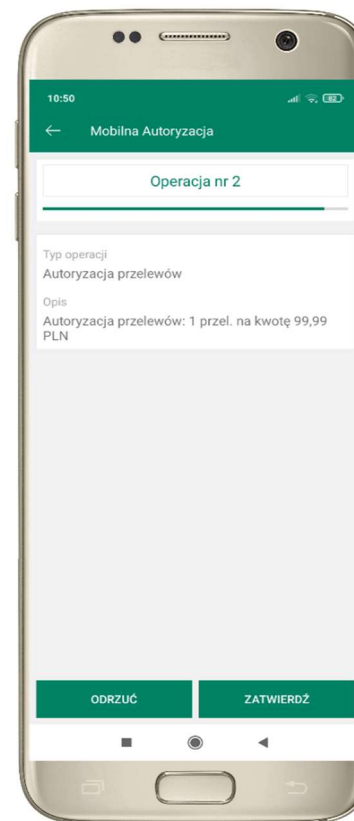 10:50
82
Mobilna Autoryzacja
Operacja nr 2
Typ operacji
Autoryzacja przelewów
Opis
Autoryzacja przelewów: 1 przel. na kwotę 99,99
PLN
ODRZUĆ ZATWIERDŹ